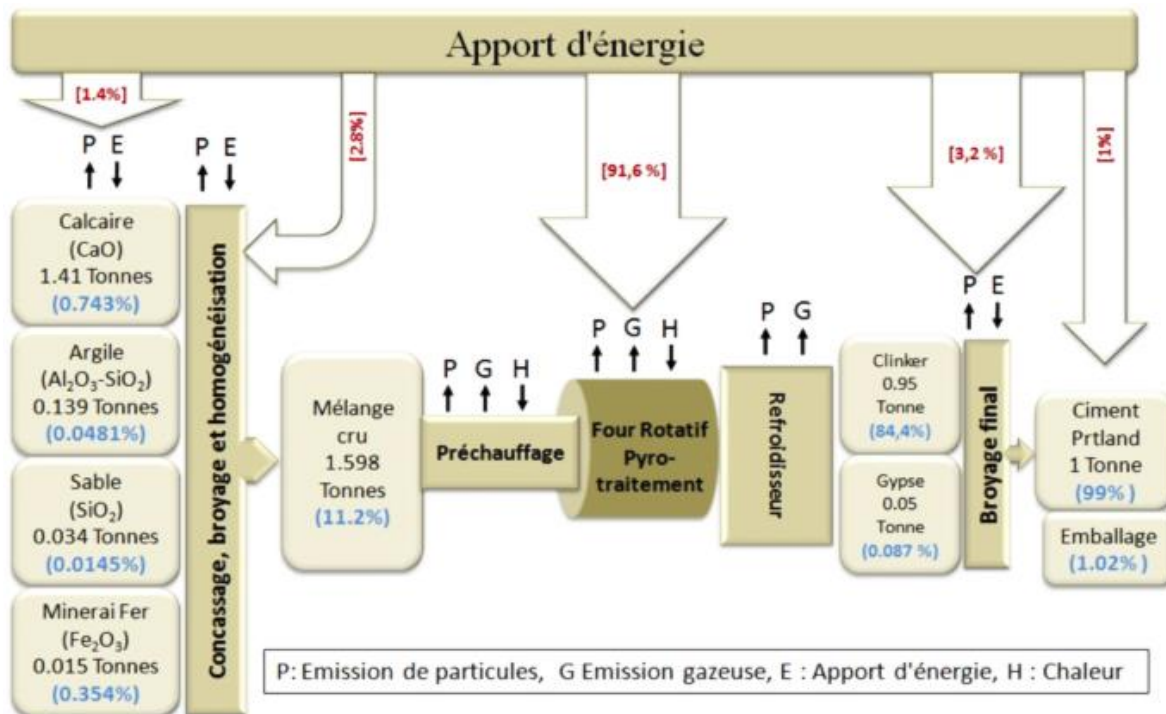 Apport d'énergie
[1.4%]
[2.8%]
[91,6 %]
[3,2 %]
[1%]
P E
P E
Calcaire
(CaO)
1.41 Tonnes
(0.743%)
Argile
(Al₂O₃-SiO₂)
0.139 Tonnes
(0.0481%)
Sable
(SiO₂)
0.034 Tonnes
(0.0145%)
Minerai Fer
(Fe₂O₃)
0.015 Tonnes
(0.354%)
Concassage, broyage et homogénéisation
Mélange
cru
1.598
Tonnes
(11.2%)
P G H
Préchauffage
P G H
Four Rotatif
Pyro-
traitement
P G
Refroidisseur
Clinker
0.95
Tonne
(84,4%)
Gypse
0.05
Tonne
(0.087 %)
P E
Broyage final
Ciment
Prtland
1 Tonne
(99% )
Emballage
(1.02% )
P: Emission de particules, G Emission gazeuse, E : Apport d'énergie, H : Chaleur